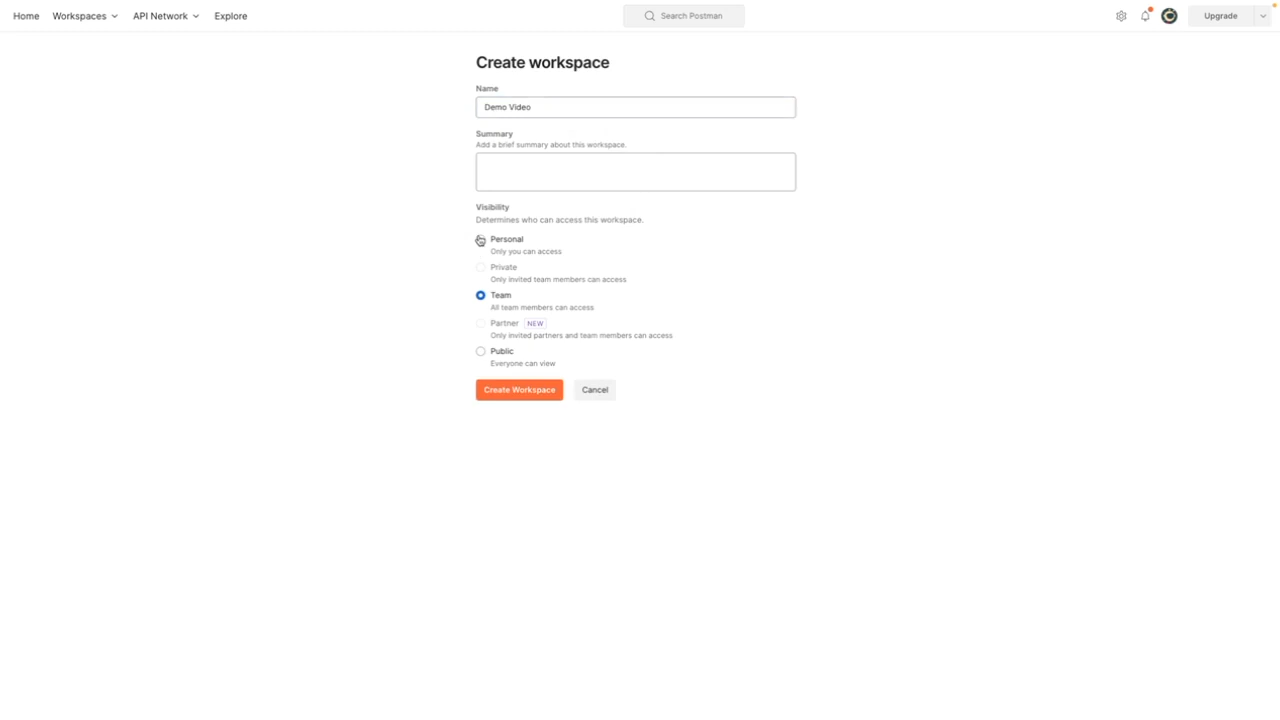 Home Workspaces API Network Explore Search Postman Upgrade
Create workspace
Name
Demo Video
Summary
Add a brief summary about this workspace.
Visibility
Determines who can access this workspace.
Personal
Only you can access
Private
Only invited team members can access
Team
All team members can access
Partner NEW
Only invited partners and team members can access
Public
Everyone can view
Create Workspace Cancel